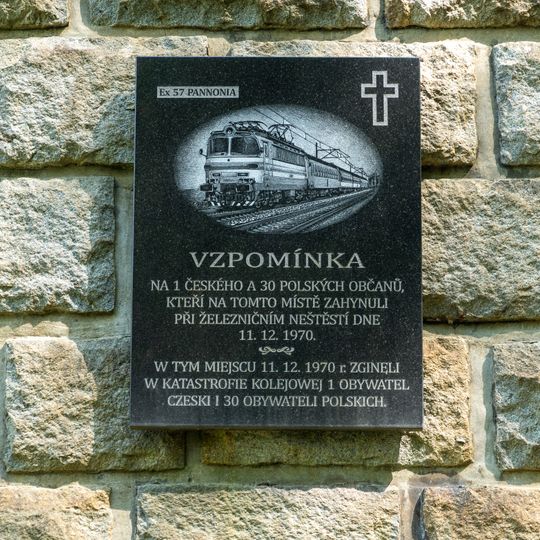 Ex 57 PANNONIA
VZPOMÍNKA
NA 1 ČESKÉHO A 30 POLSKÝCH OBČANŮ,
KTEŘÍ NA TOMTO MÍSTĚ ZAHYNULI
PŘI ŽELEZNIČNÍM NEŠTĚSTÍ DNE
11. 12. 1970.
W TYM MIEJSCU 11. 12. 1970 r. ZGINĘLI
W KATASTROFIE KOLEJOWEJ 1 OBYWATEL
CZESKI I 30 OBYWATELI POLSKICH.